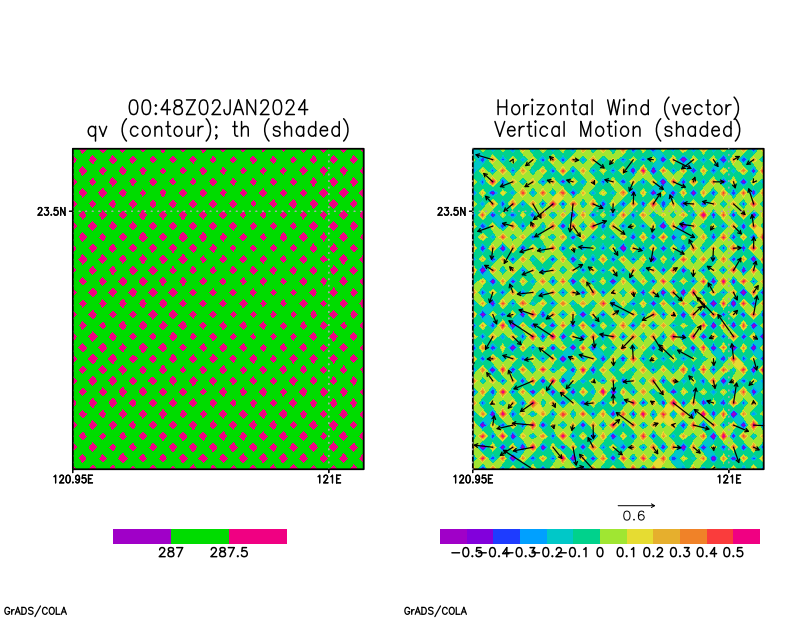 00:48Z02JAN2024
qv (contour); th (shaded)
23.5N
120.95E 121E
287 287.5
GrADS/COLA
Horizontal Wind (vector)
Vertical Motion (shaded)
23.5N
120.95E 121E
0.6
-0.5 -0.4 -0.3 -0.2 -0.1 0 0.1 0.2 0.3 0.4 0.5
GrADS/COLA